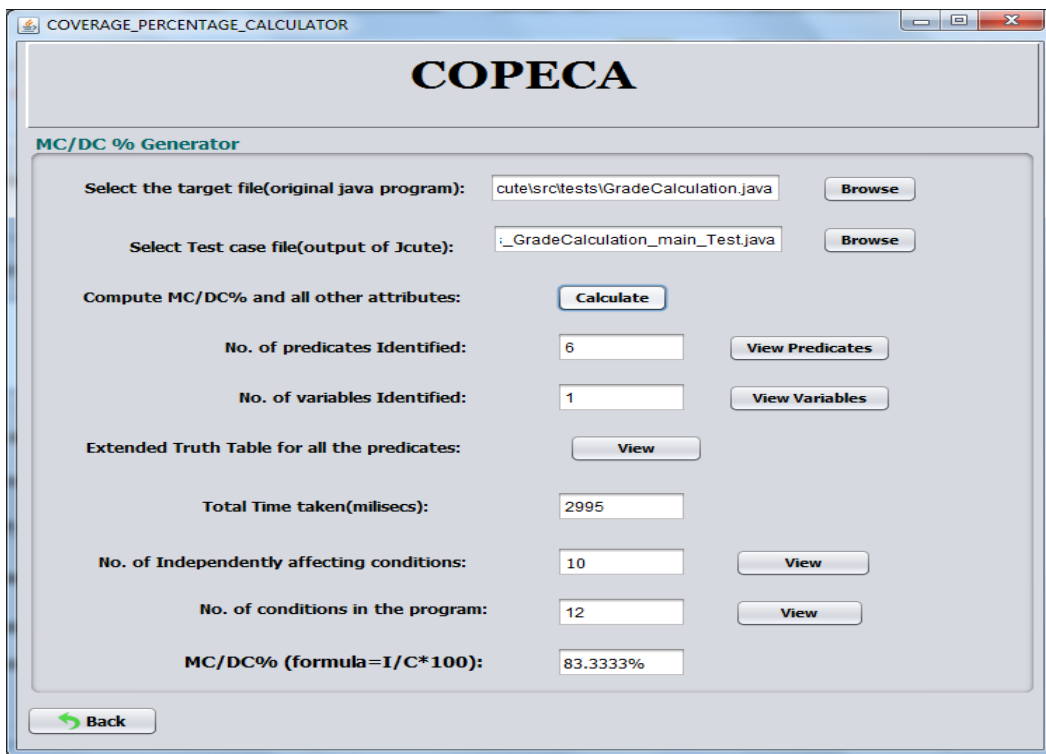 COVERAGE_PERCENTAGE_CALCULATOR
COPECA
MC/DC % Generator
Select the target file(original java program): cute\src\tests\GradeCalculation.java Browse
Select Test case file(output of Jcute): _GradeCalculation_main_Test.java Browse
Compute MC/DC% and all other attributes: Calculate
No. of predicates Identified: 6 View Predicates
No. of variables Identified: 1 View Variables
Extended Truth Table for all the predicates: View
Total Time taken(milisecs): 2995
No. of Independently affecting conditions: 10 View
No. of conditions in the program: 12 View
MC/DC% (formula=I/C*100): 83.3333%
Back